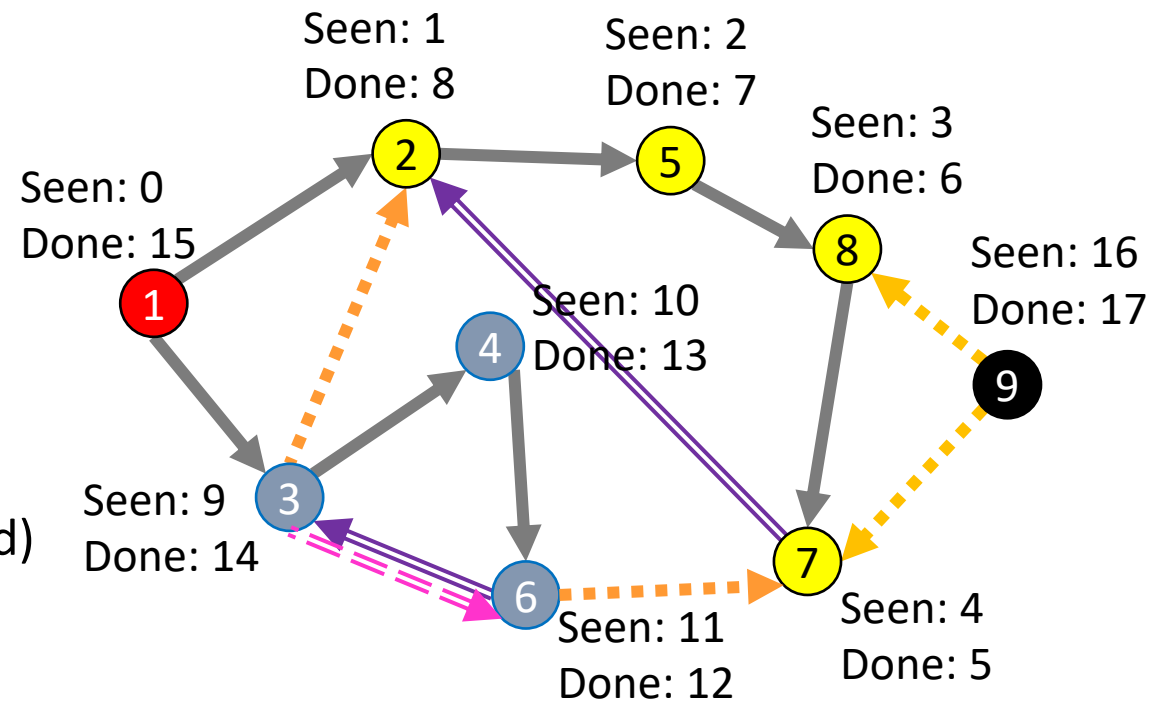 Seen: 1
Done: 8
Seen: 2
Done: 7
Seen: 3
Done: 6
Seen: 0
Done: 15
2
5
8
Seen: 16
Done: 17
1
Seen: 10
Done: 13
4
9
3
Seen: 9
Done: 14
d)
6
7
Seen: 11
Done: 12
Seen: 4
Done: 5